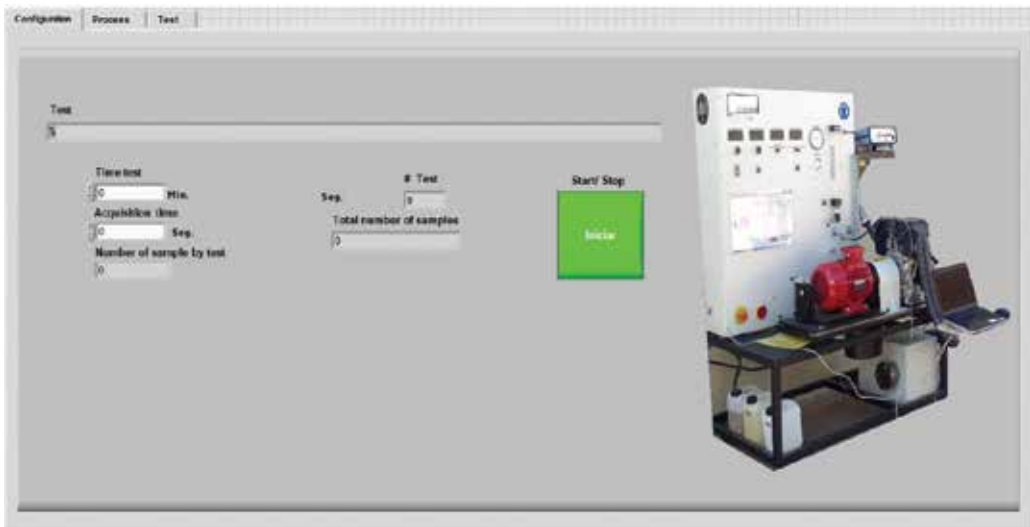 Configuration Process Test
Test
Time test
0 Min.
Acquisition time
0 Seg.
Number of sample by test
0
# Test
Seg. 0
Total number of samples
0
Start/ Stop
Iniciar